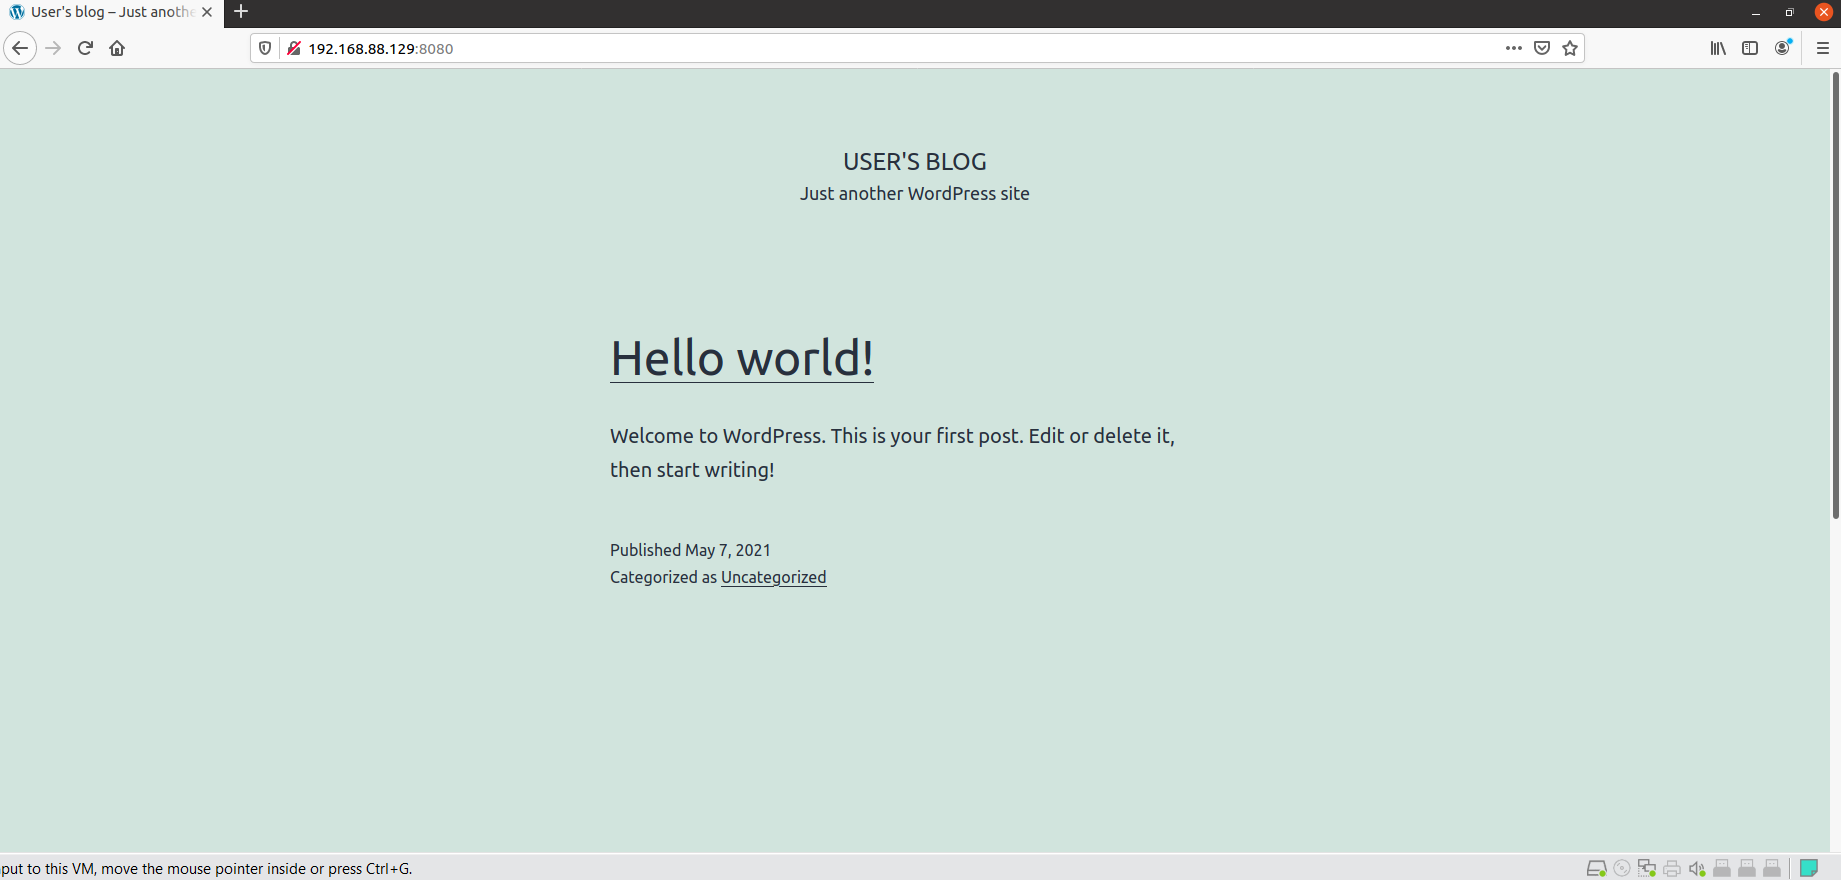 User's blog – Just anothe
192.168.88.129:8080
USER'S BLOG
Just another WordPress site
Hello world!
Welcome to WordPress. This is your first post. Edit or delete it,
then start writing!
Published May 7, 2021
Categorized as Uncategorized
put to this VM, move the mouse pointer inside or press Ctrl+G.